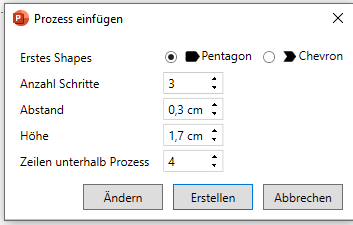 Prozess einfügen
Erstes Shapes Pentagon Chevron
Anzahl Schritte 3
Abstand 0,3 cm
Höhe 1,7 cm
Zeilen unterhalb Prozess 4
Ändern Erstellen Abbrechen